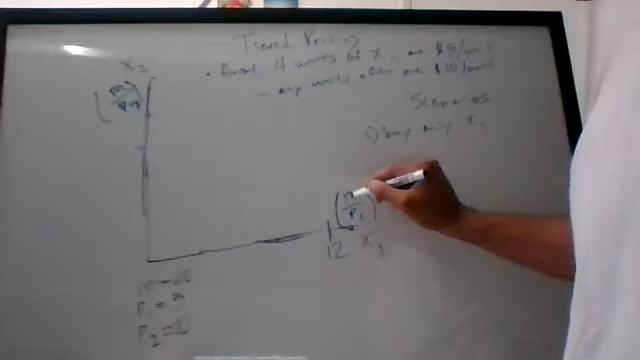 Tiered Pricing
• first 4 units of x, are $5/unit
- any units after are $10/unit
Scenarios
1) buy only x₁
x₂
(m/P₂)
(m/P₁)
12 x₁
m=60
P₁=5
P₂=10